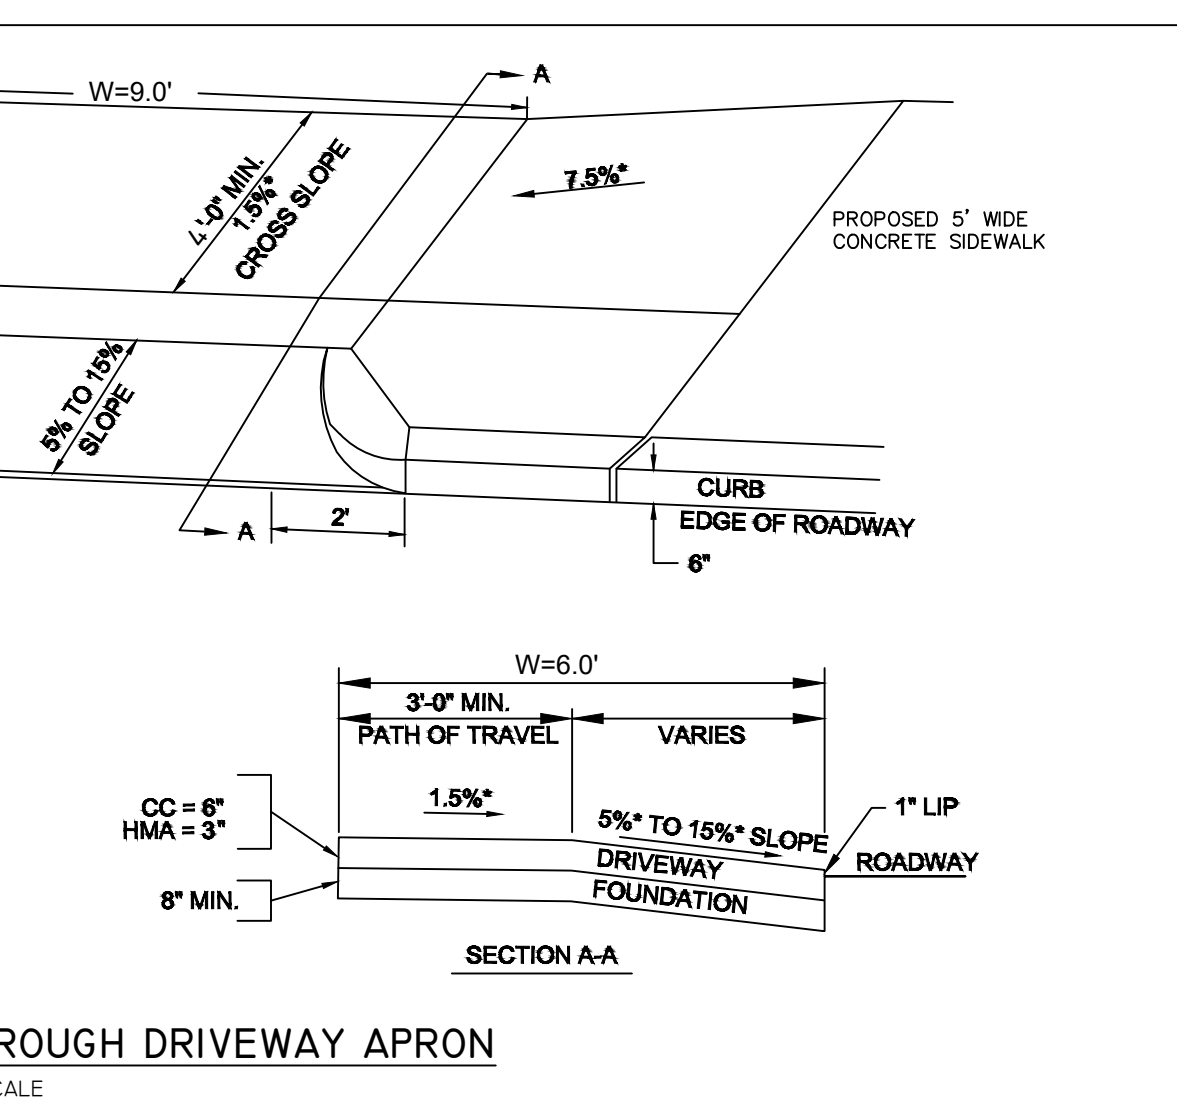 W=9.0'
A
4'-0" MIN.
1.5%*
CROSS SLOPE
7.5%*
PROPOSED 5' WIDE
CONCRETE SIDEWALK
5% TO 15%
SLOPE
A
2'
CURB
EDGE OF ROADWAY
6"
W=6.0'
3'-0" MIN.
PATH OF TRAVEL
VARIES
CC = 6"
HMA = 3"
1.5%*
5%* TO 15%* SLOPE
1" LIP
DRIVEWAY
ROADWAY
8" MIN.
FOUNDATION
SECTION A-A
ROUGH DRIVEWAY APRON
CALE